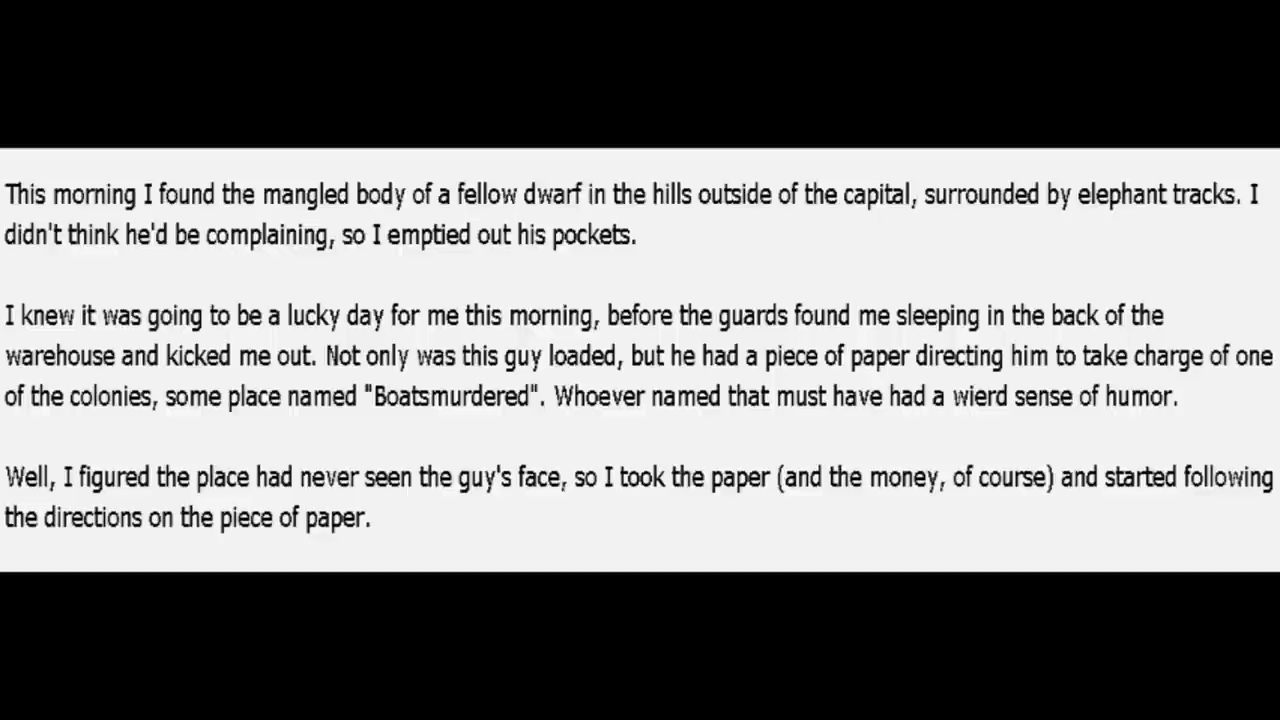 This morning I found the mangled body of a fellow dwarf in the hills outside of the capital, surrounded by elephant tracks. I
didn't think he'd be complaining, so I emptied out his pockets.
I knew it was going to be a lucky day for me this morning, before the guards found me sleeping in the back of the
warehouse and kicked me out. Not only was this guy loaded, but he had a piece of paper directing him to take charge of one
of the colonies, some place named "Boatsmurdered". Whoever named that must have had a wierd sense of humor.
Well, I figured the place had never seen the guy's face, so I took the paper (and the money, of course) and started following
the directions on the piece of paper.